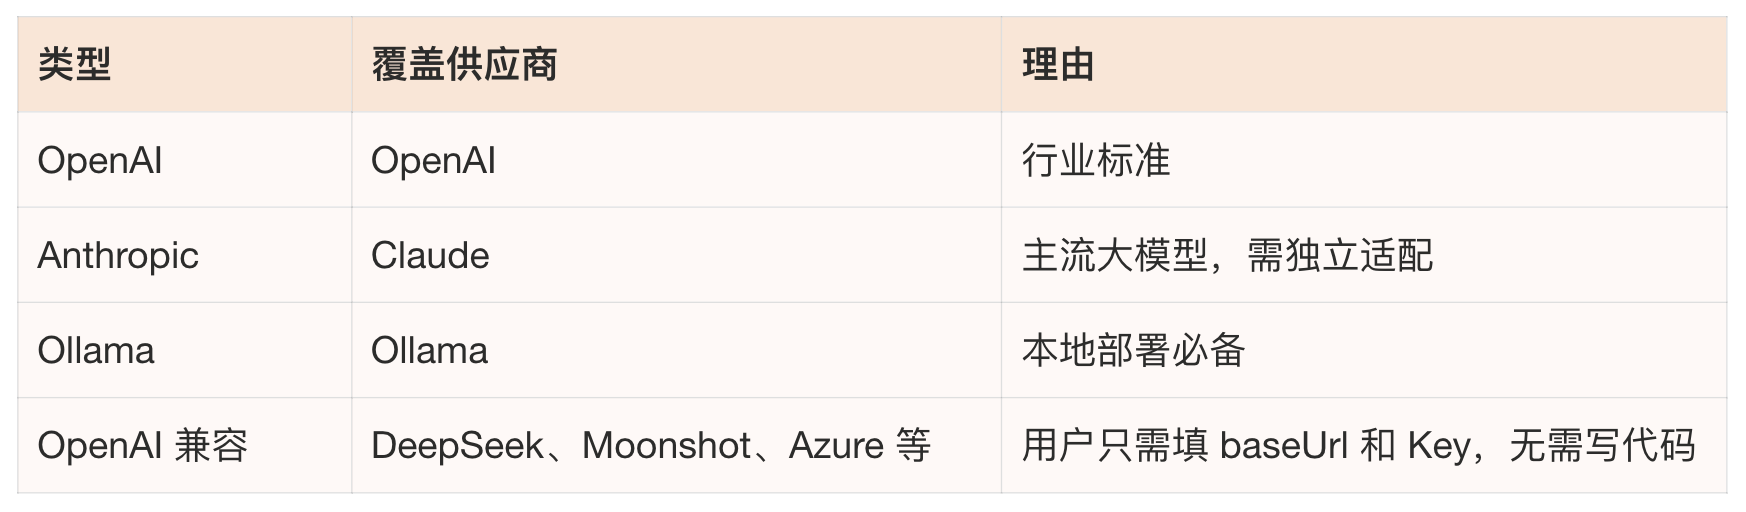 类型 覆盖供应商 理由
OpenAI OpenAI 行业标准
Anthropic Claude 主流大模型，需独立适配
Ollama Ollama 本地部署必备
OpenAI 兼容 DeepSeek、Moonshot、Azure 等 用户只需填 baseUrl 和 Key，无需写代码